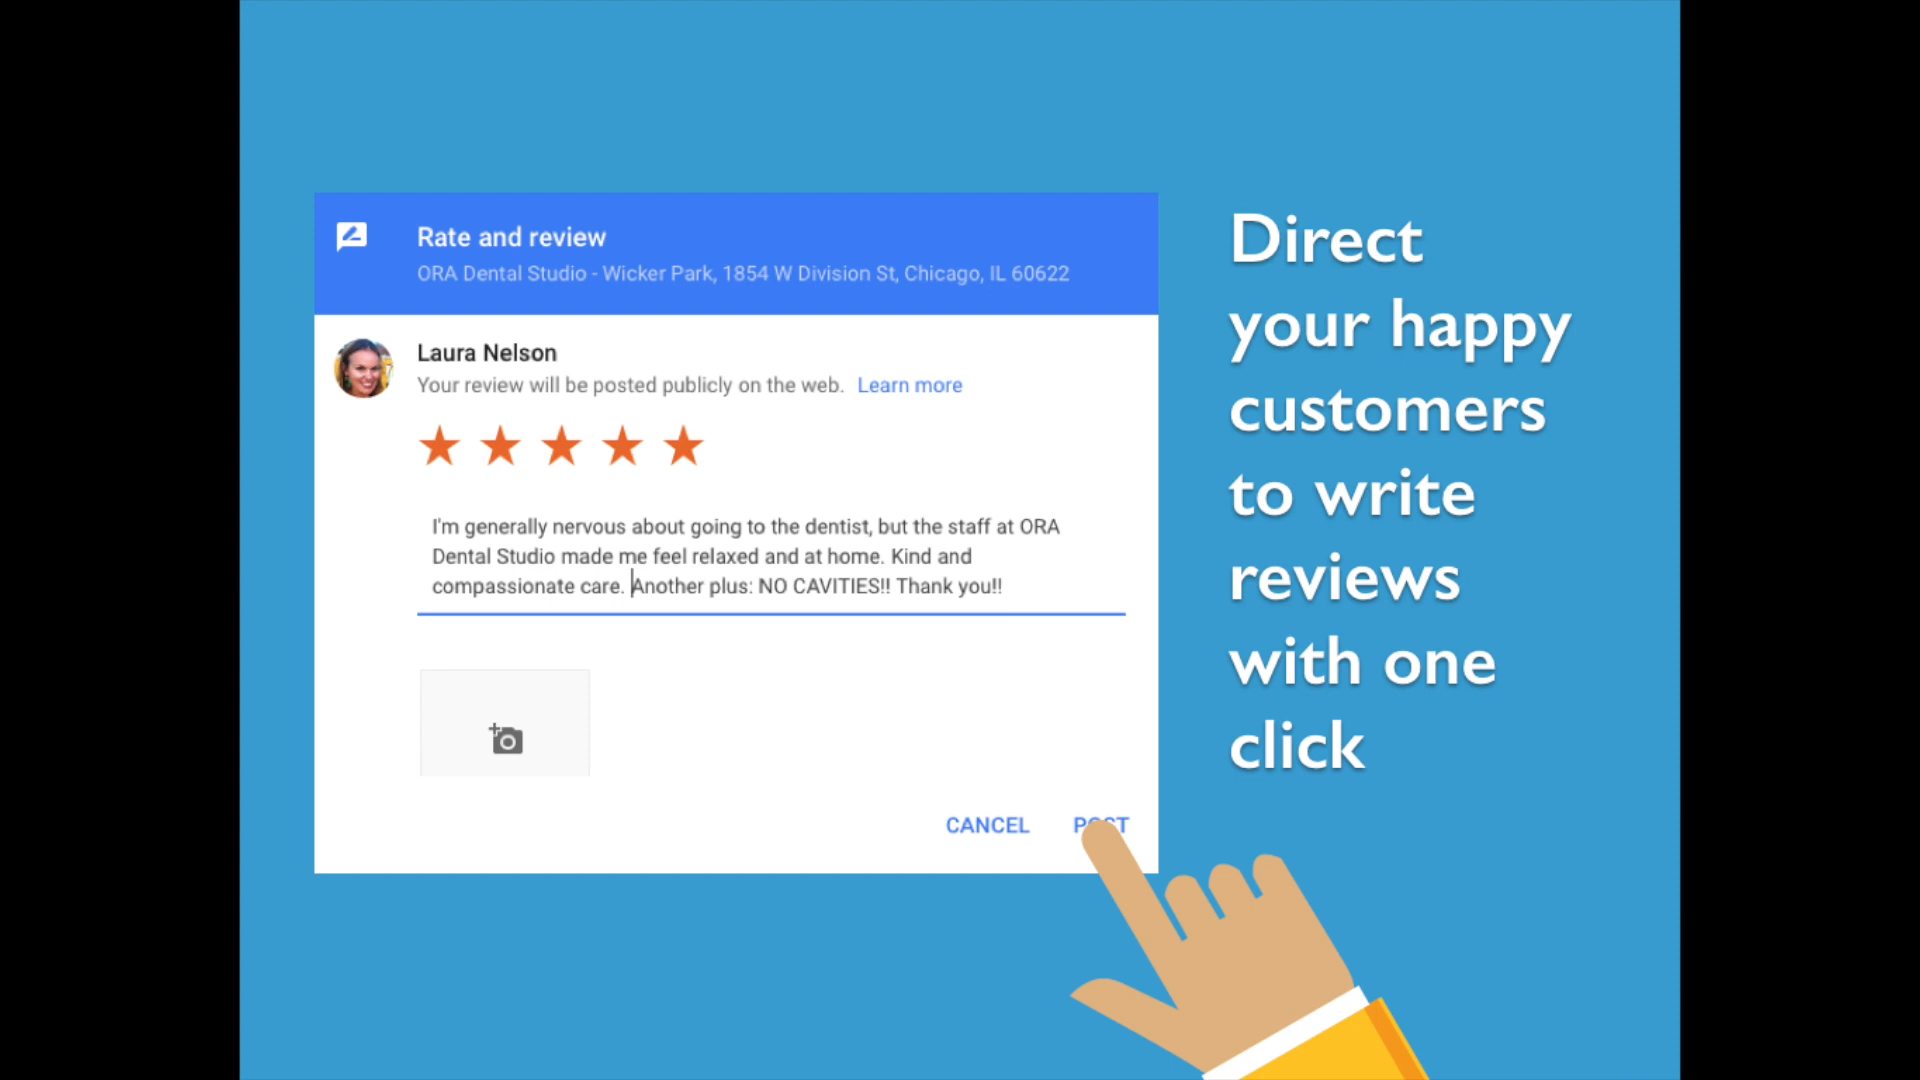 Rate and review
ORA Dental Studio - Wicker Park, 1854 W Division St, Chicago, IL 60622
Laura Nelson
Your review will be posted publicly on the web. Learn more
I'm generally nervous about going to the dentist, but the staff at ORA
Dental Studio made me feel relaxed and at home. Kind and
compassionate care. Another plus: NO CAVITIES!! Thank you!!
CANCEL POST
Direct
your happy
customers
to write
reviews
with one
click